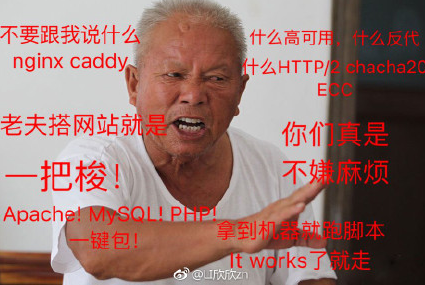 不要跟我说什么
nginx caddy
什么高可用，什么反代
什么HTTP/2 chacha20
ECC
老夫搭网站就是
一把梭！
你们真是
不嫌麻烦
Apache! MySQL! PHP!
一键包！
拿到机器就跑脚本
It works了就走
@LI欣欣zn